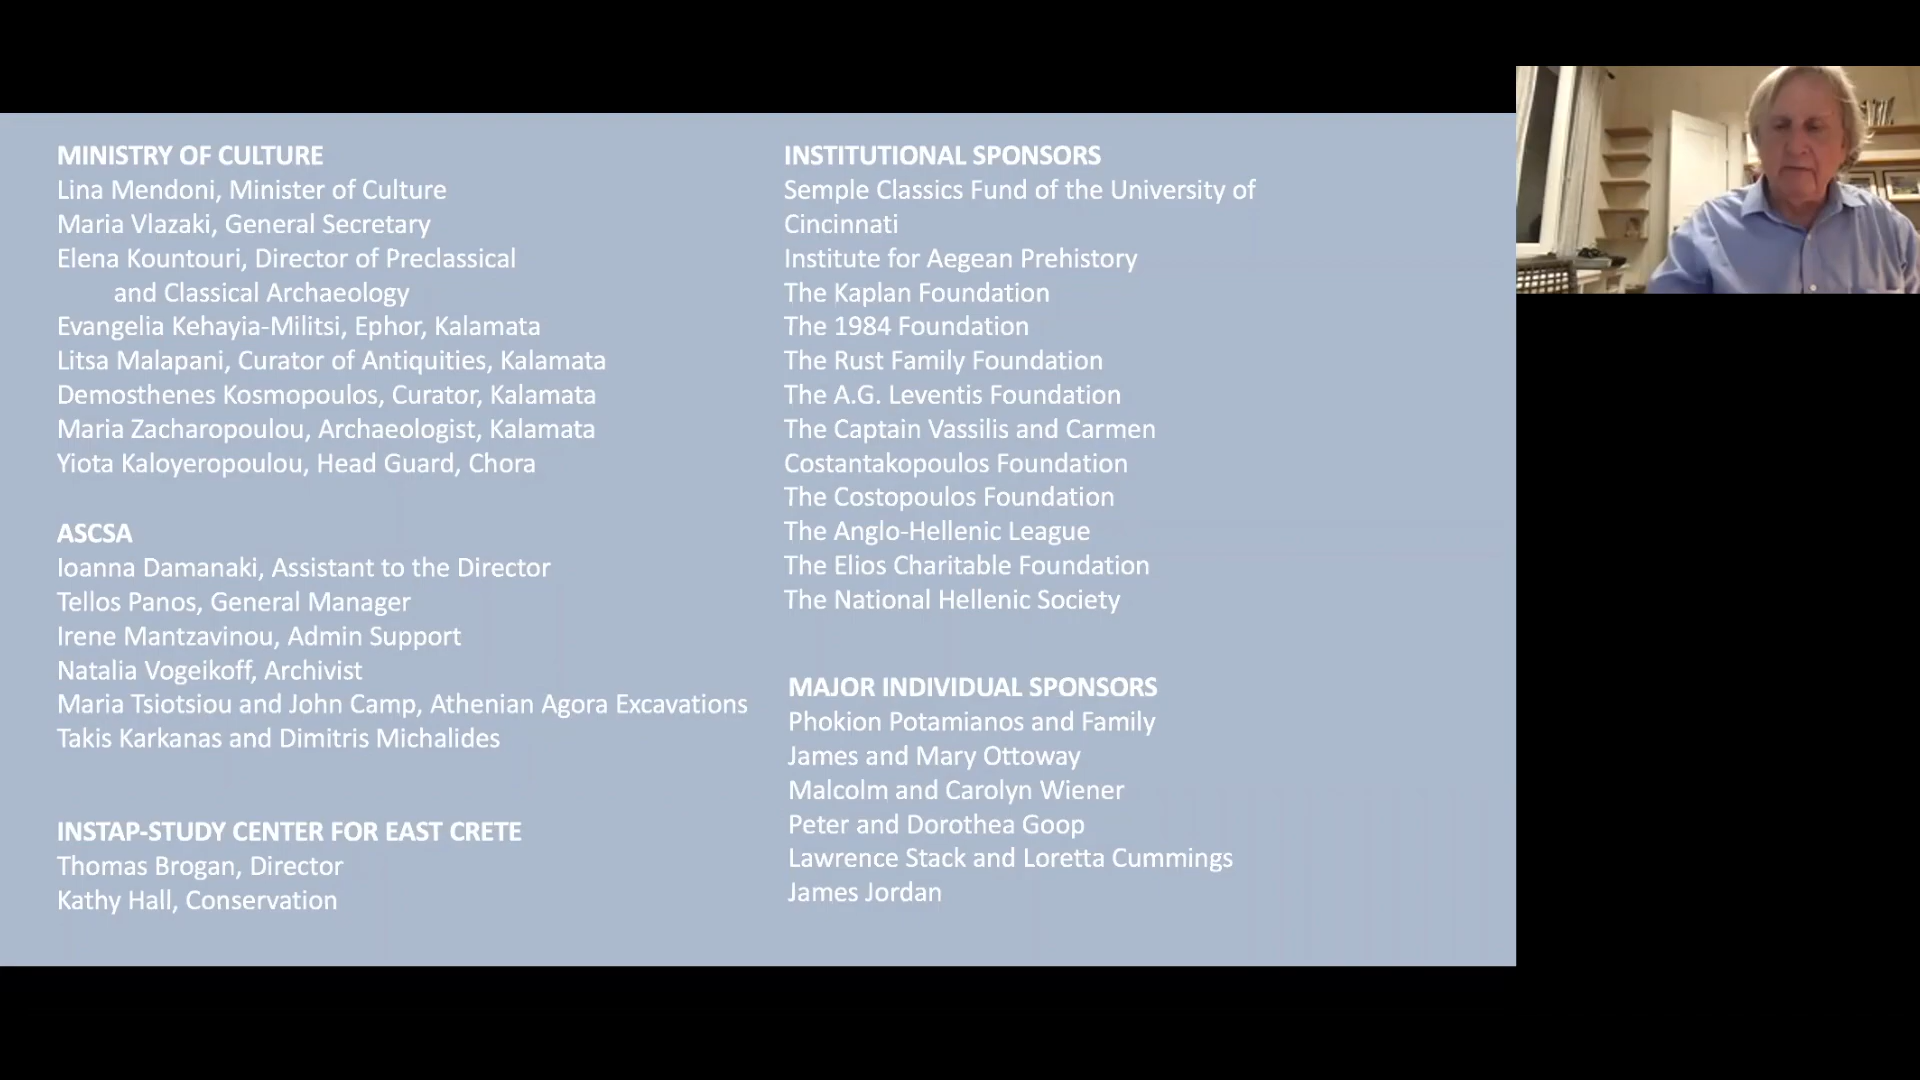 MINISTRY OF CULTURE
Lina Mendoni, Minister of Culture
Maria Vlazaki, General Secretary
Elena Kountouri, Director of Preclassical
and Classical Archaeology
Evangelia Kehayia-Militsi, Ephor, Kalamata
Litsa Malapani, Curator of Antiquities, Kalamata
Demosthenes Kosmopoulos, Curator, Kalamata
Maria Zacharopoulou, Archaeologist, Kalamata
Yiota Kaloyeropoulou, Head Guard, Chora
ASCSA
Ioanna Damanaki, Assistant to the Director
Tellos Panos, General Manager
Irene Mantzavinou, Admin Support
Natalia Vogeikoff, Archivist
Maria Tsiotsiou and John Camp, Athenian Agora Excavations
Takis Karkanas and Dimitris Michalides
INSTAP-STUDY CENTER FOR EAST CRETE
Thomas Brogan, Director
Kathy Hall, Conservation
INSTITUTIONAL SPONSORS
Semple Classics Fund of the University of
Cincinnati
Institute for Aegean Prehistory
The Kaplan Foundation
The 1984 Foundation
The Rust Family Foundation
The A.G. Leventis Foundation
The Captain Vassilis and Carmen
Costantakopoulos Foundation
The Costopoulos Foundation
The Anglo-Hellenic League
The Elios Charitable Foundation
The National Hellenic Society
MAJOR INDIVIDUAL SPONSORS
Phokion Potamianos and Family
James and Mary Ottoway
Malcolm and Carolyn Wiener
Peter and Dorothea Goop
Lawrence Stack and Loretta Cummings
James Jordan